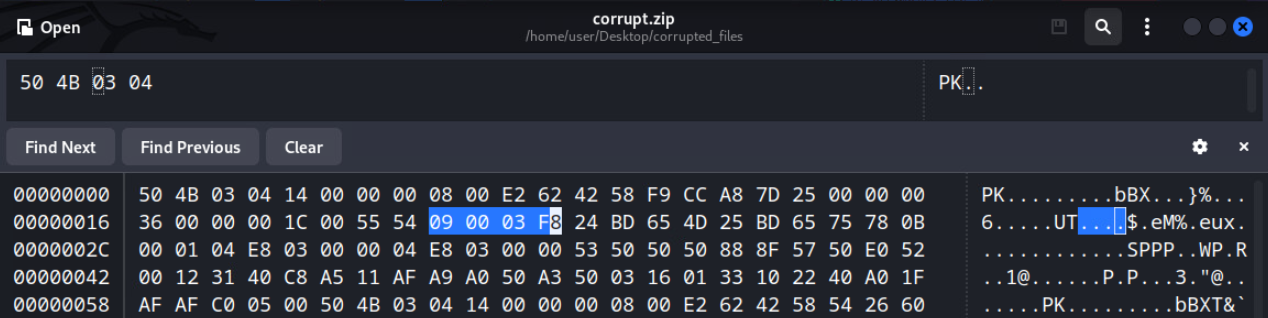 Open
corrupt.zip
/home/user/Desktop/corrupted_files
50 4B 03 04 PK..
Find Next Find Previous Clear
00000000 50 4B 03 04 14 00 00 00 08 00 E2 62 42 58 F9 CC A8 7D 25 00 00 00 PK.........bBX...}%...
00000016 36 00 00 00 1C 00 55 54 09 00 03 F8 24 BD 65 4D 25 BD 65 75 78 0B 6.....UT....$.eM%.eux.
0000002C 00 01 04 E8 03 00 00 04 E8 03 00 00 53 50 50 50 88 8F 57 50 E0 52 ............SPPP..WP.R
00000042 00 12 31 40 C8 A5 11 AF A9 A0 50 A3 50 03 16 01 33 10 22 40 A0 1F ..1@......P.P...3."@..
00000058 AF AF C0 05 00 50 4B 03 04 14 00 00 00 08 00 E2 62 42 58 54 26 60 .....PK.........bBXT&`